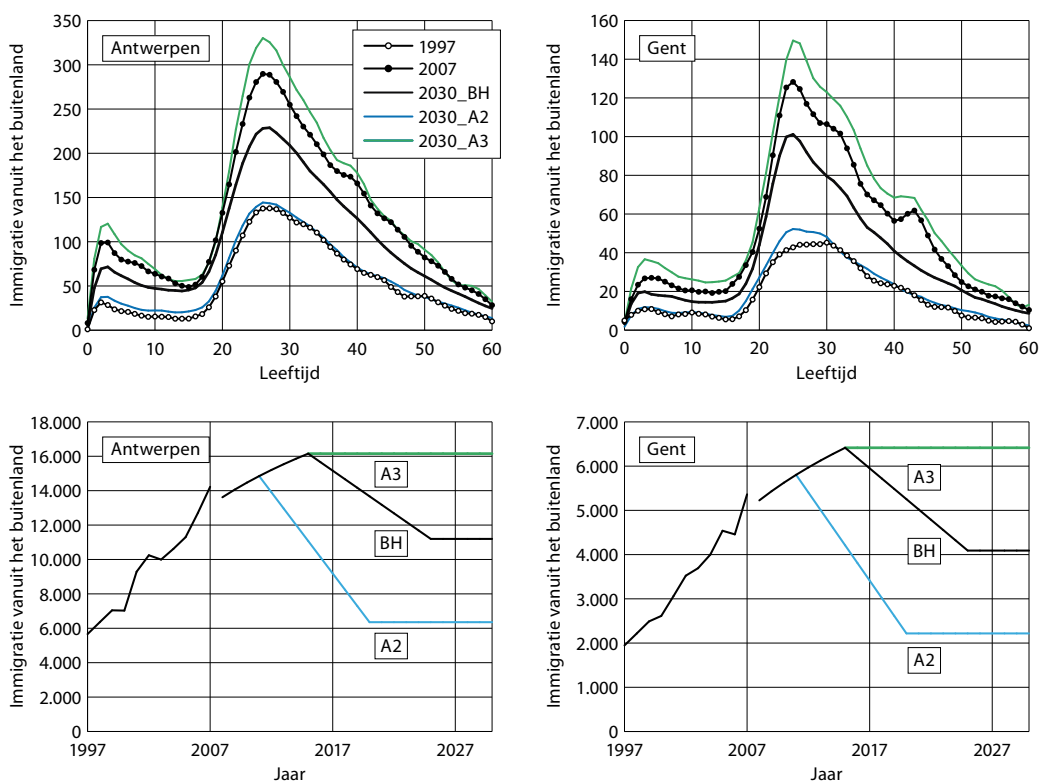 Antwerpen
Immigratie vanuit het buitenland
350
300
250
200
150
100
50
0
0 10 20 30 40 50 60
Leeftijd
1997
2007
2030_BH
2030_A2
2030_A3
Gent
Immigratie vanuit het buitenland
160
140
120
100
80
60
40
20
0
0 10 20 30 40 50 60
Leeftijd
Antwerpen
Immigratie vanuit het buitenland
18.000
16.000
14.000
12.000
10.000
8.000
6.000
4.000
2.000
0
A3
BH
A2
1997 2007 2017 2027
Jaar
Gent
Immigratie vanuit het buitenland
7.000
6.000
5.000
4.000
3.000
2.000
1.000
0
A3
BH
A2
1997 2007 2017 2027
Jaar